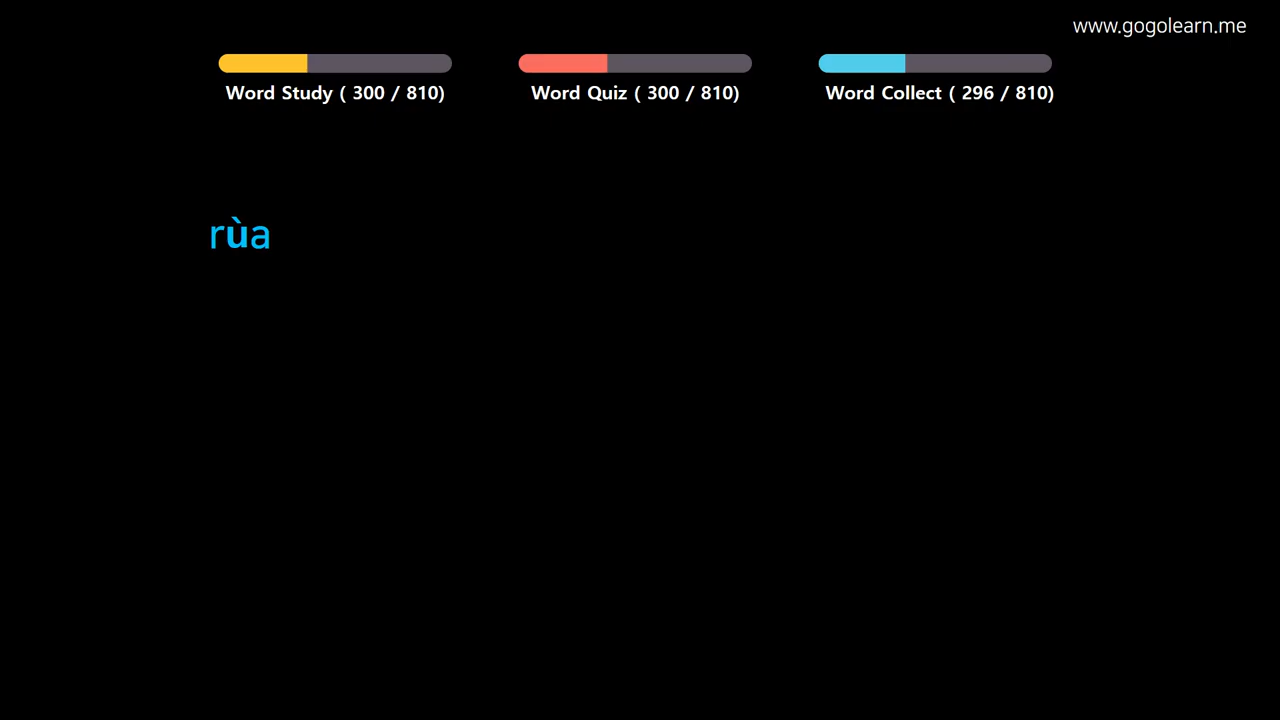 www.gogolearn.me
Word Study ( 300 / 810)
Word Quiz ( 300 / 810)
Word Collect ( 296 / 810)
rùa